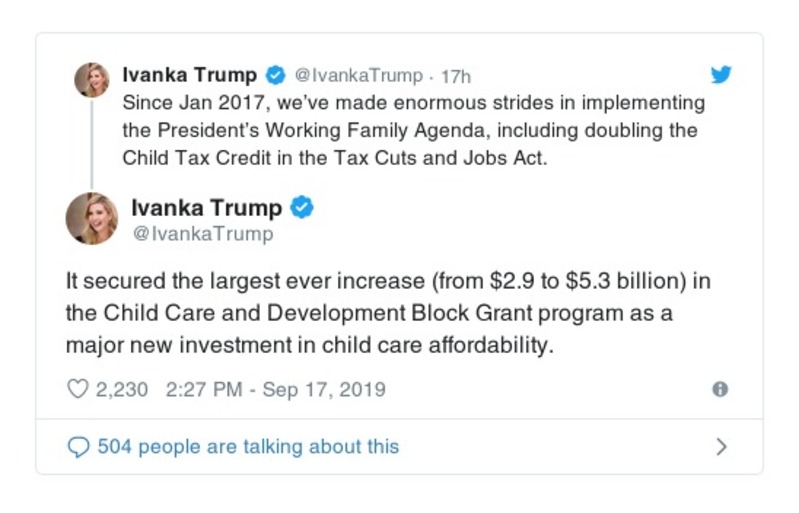 Ivanka Trump @IvankaTrump · 17h
Since Jan 2017, we've made enormous strides in implementing
the President's Working Family Agenda, including doubling the
Child Tax Credit in the Tax Cuts and Jobs Act.
Ivanka Trump
@IvankaTrump
It secured the largest ever increase (from $2.9 to $5.3 billion) in
the Child Care and Development Block Grant program as a
major new investment in child care affordability.
2,230 2:27 PM - Sep 17, 2019
504 people are talking about this